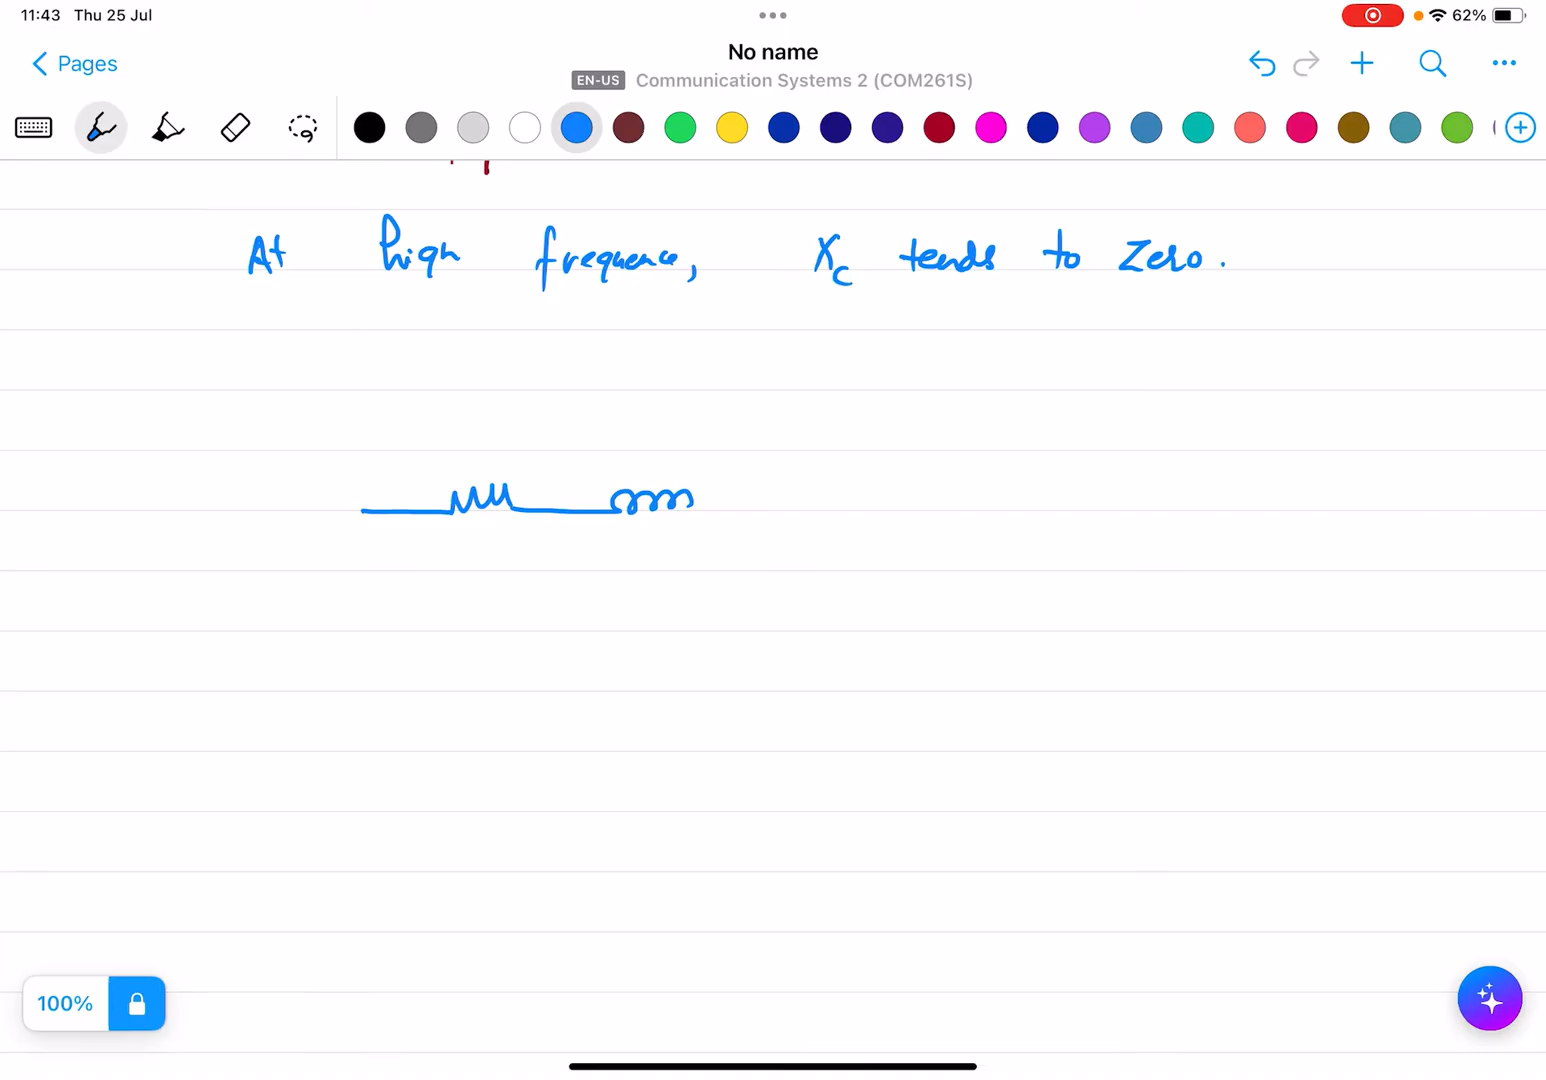 11:43 Thu 25 Jul
62%
Pages
No name
EN-US Communication Systems 2 (COM261S)
At high frequence, Xc tends to zero.
100%